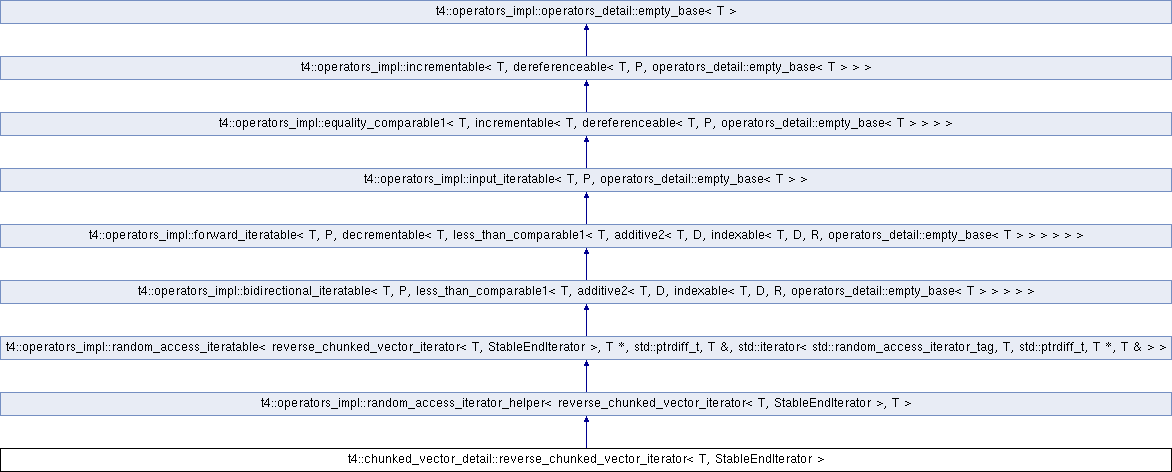 t4::operators_impl::operators_detail::empty_base< T >
t4::operators_impl::incrementable< T, dereferenceable< T, P, operators_detail::empty_base< T > > >
t4::operators_impl::equality_comparable1< T, incrementable< T, dereferenceable< T, P, operators_detail::empty_base< T > > > >
t4::operators_impl::input_iteratable< T, P, operators_detail::empty_base< T > >
t4::operators_impl::forward_iteratable< T, P, decrementable< T, less_than_comparable1< T, additive2< T, D, indexable< T, D, R, operators_detail::empty_base< T > > > > > >
t4::operators_impl::bidirectional_iteratable< T, P, less_than_comparable1< T, additive2< T, D, indexable< T, D, R, operators_detail::empty_base< T > > > > >
t4::operators_impl::random_access_iteratable< reverse_chunked_vector_iterator< T, StableEndIterator >, T *, std::ptrdiff_t, T &, std::iterator< std::random_access_iterator_tag, T, std::ptrdiff_t, T *, T & > >
t4::operators_impl::random_access_iterator_helper< reverse_chunked_vector_iterator< T, StableEndIterator >, T >
t4::chunked_vector_detail::reverse_chunked_vector_iterator< T, StableEndIterator >